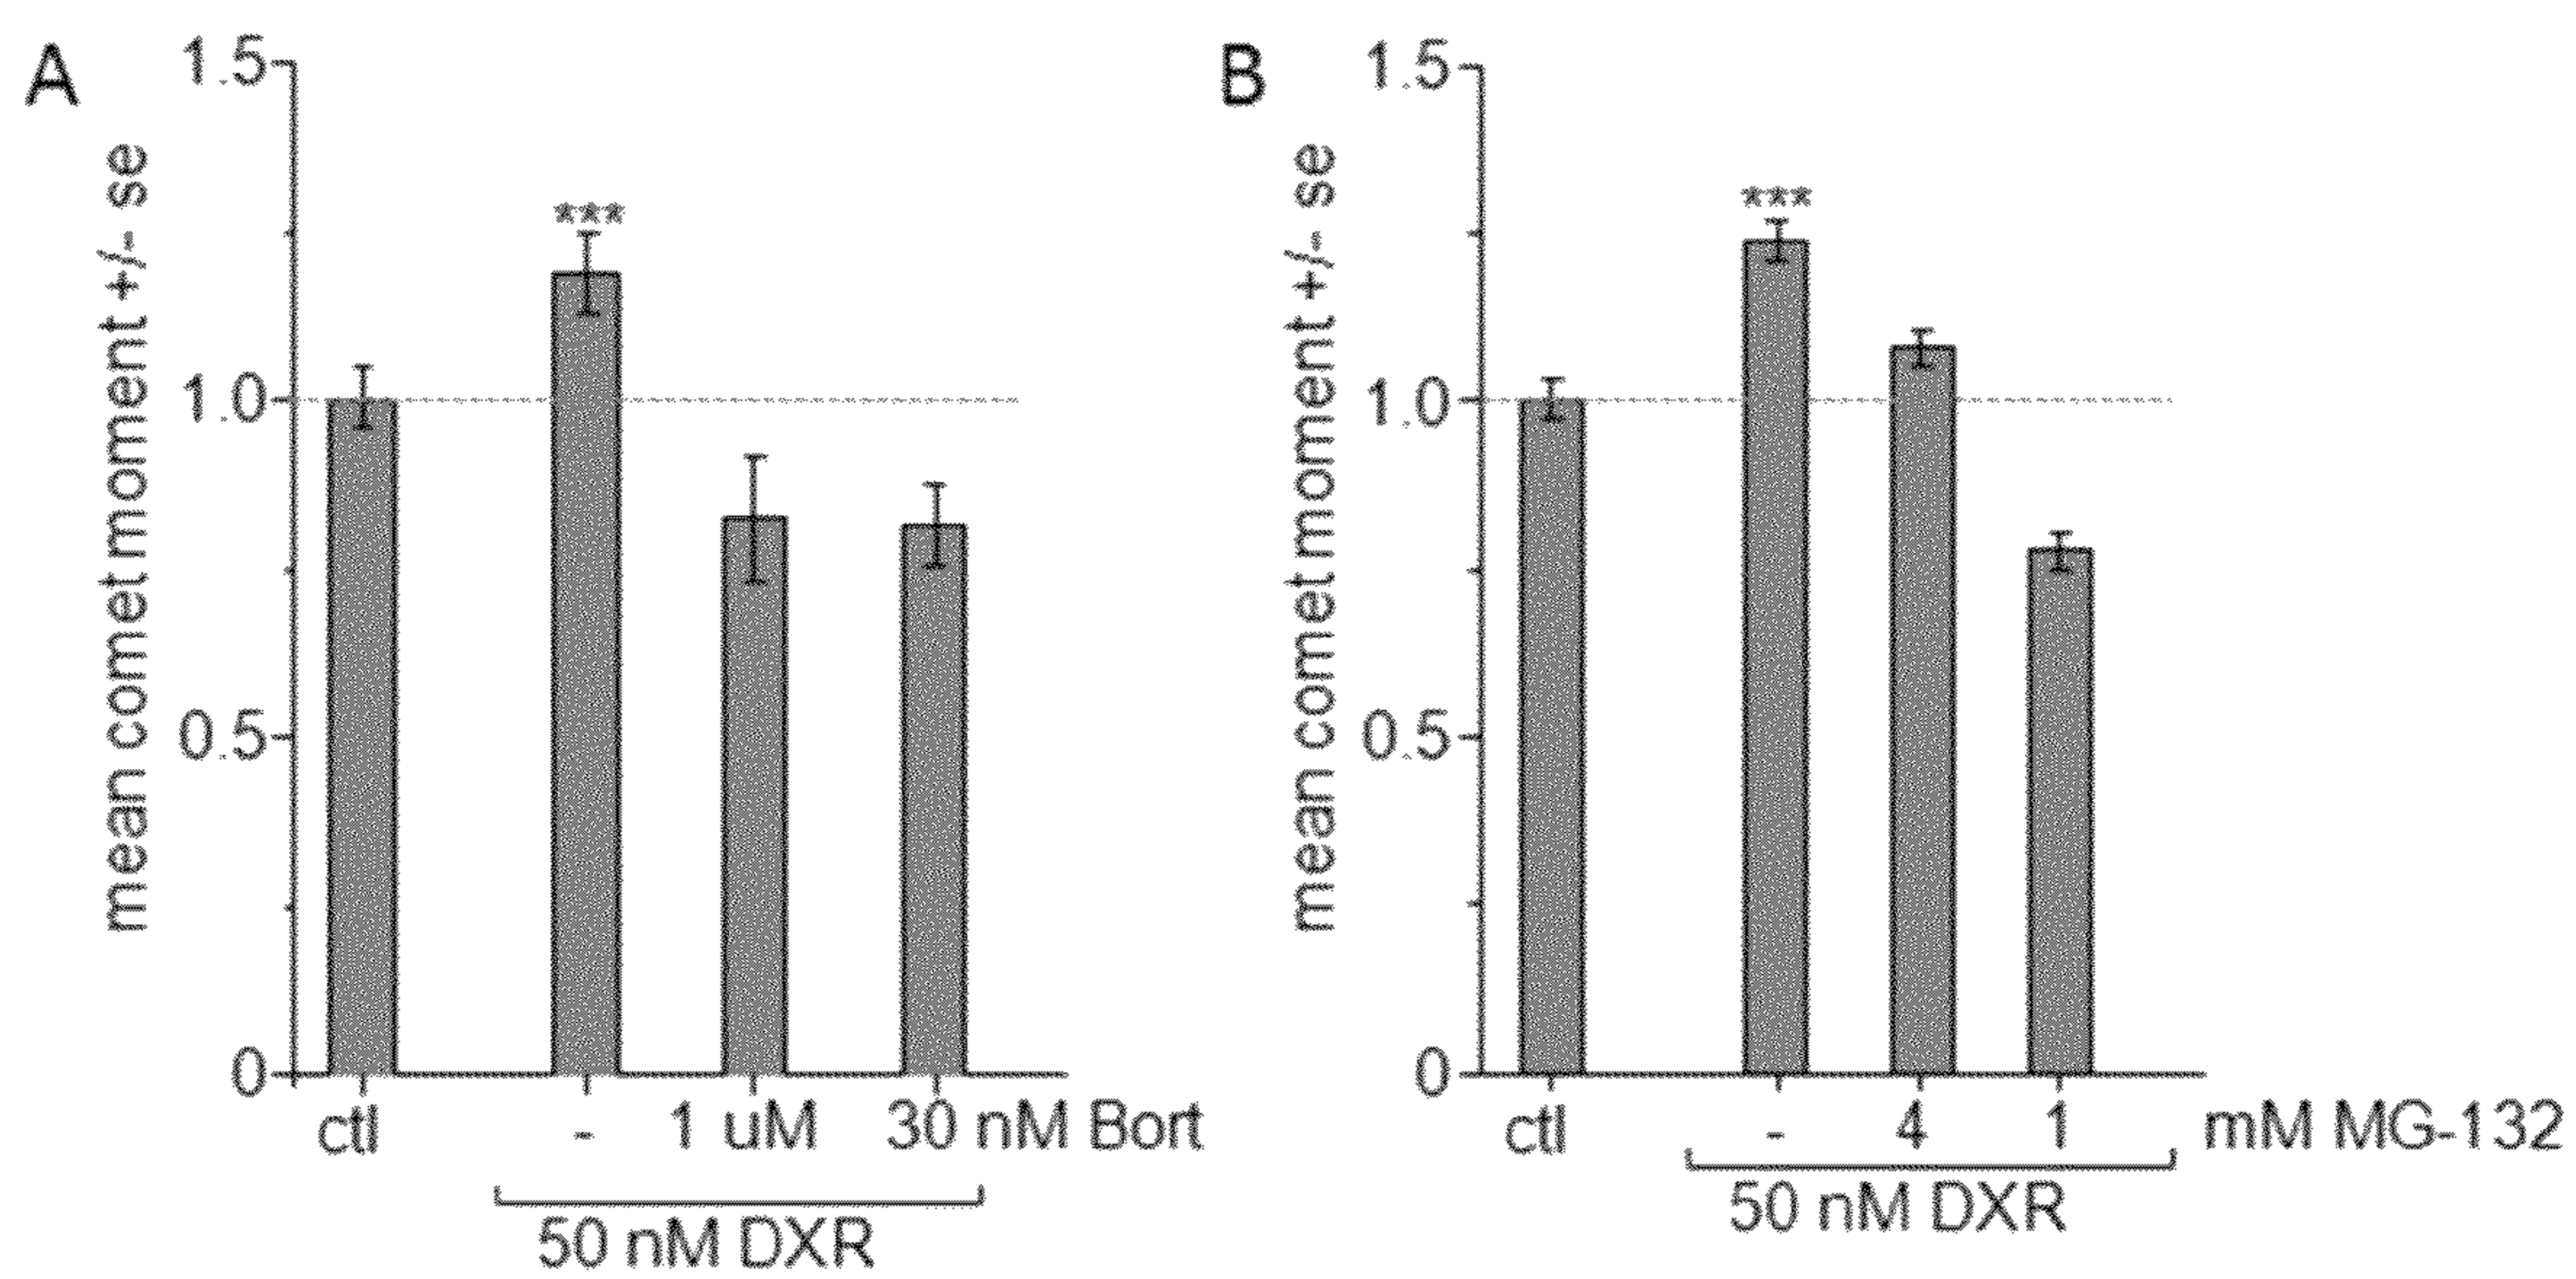 A
mean comet moment +/- se
1.5
1.0
0.5
0
***
ctl - 1 uM 30 nM Bort
50 nM DXR
B
mean comet moment +/- se
1.5
1.0
0.5
0
***
ctl - 4 1 mM MG-132
50 nM DXR